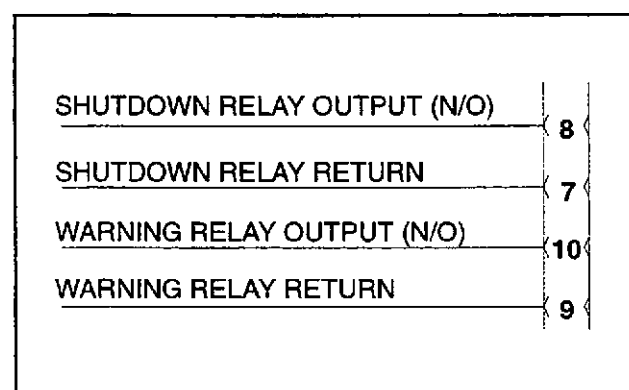 SHUTDOWN RELAY OUTPUT (N/O) 8
SHUTDOWN RELAY RETURN 7
WARNING RELAY OUTPUT (N/O) 10
WARNING RELAY RETURN 9